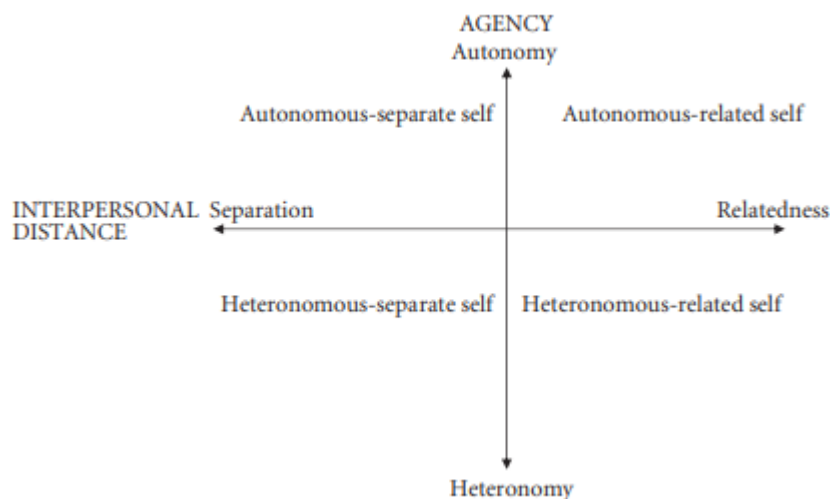 AGENCY
Autonomy
Autonomous-separate self
Autonomous-related self
INTERPERSONAL Separation
DISTANCE
Relatedness
Heteronomous-separate self
Heteronomous-related self
Heteronomy